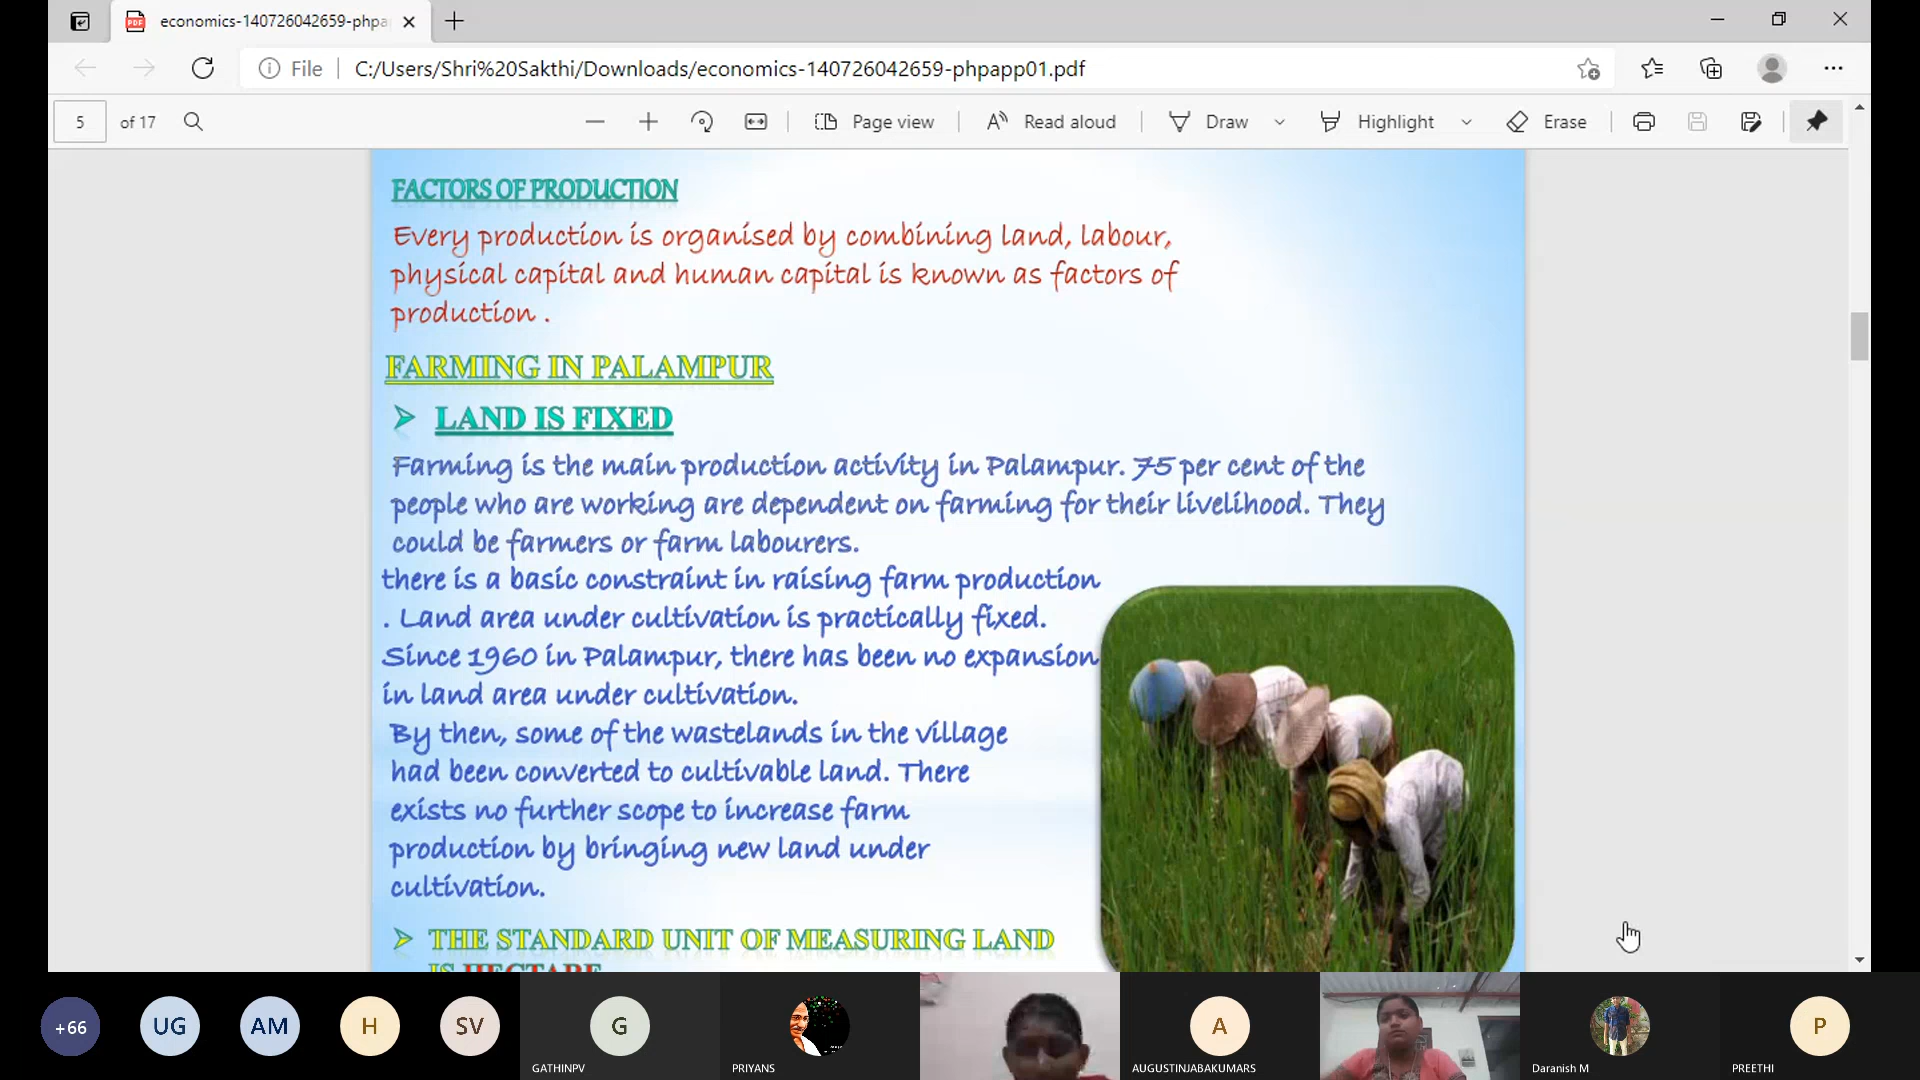 economics-140726042659-phpa
File
C:/Users/Shri%20Sakthi/Downloads/economics-140726042659-phpapp01.pdf
5 of 17
Page view
Read aloud
Draw
Highlight
Erase
FACTORS OF PRODUCTION
Every production is organised by combining land, labour,
physical capital and human capital is known as factors of
production .
FARMING IN PALAMPUR
➢ LAND IS FIXED
Farming is the main production activity in Palampur. 75 per cent of the
people who are working are dependent on farming for their livelihood. They
could be farmers or farm labourers.
there is a basic constraint in raising farm production
. Land area under cultivation is practically fixed.
Since 1960 in Palampur, there has been no expansion
in land area under cultivation.
By then, some of the wastelands in the village
had been converted to cultivable land. There
exists no further scope to increase farm
production by bringing new land under
cultivation.
➢ THE STANDARD UNIT OF MEASURING LAND
IS HECTARE
+66
UG
AM
H
SV
G
GATHINPV
PRIYANS
A
AUGUSTINJABAKUMARS
Daranish M
P
PREETHI